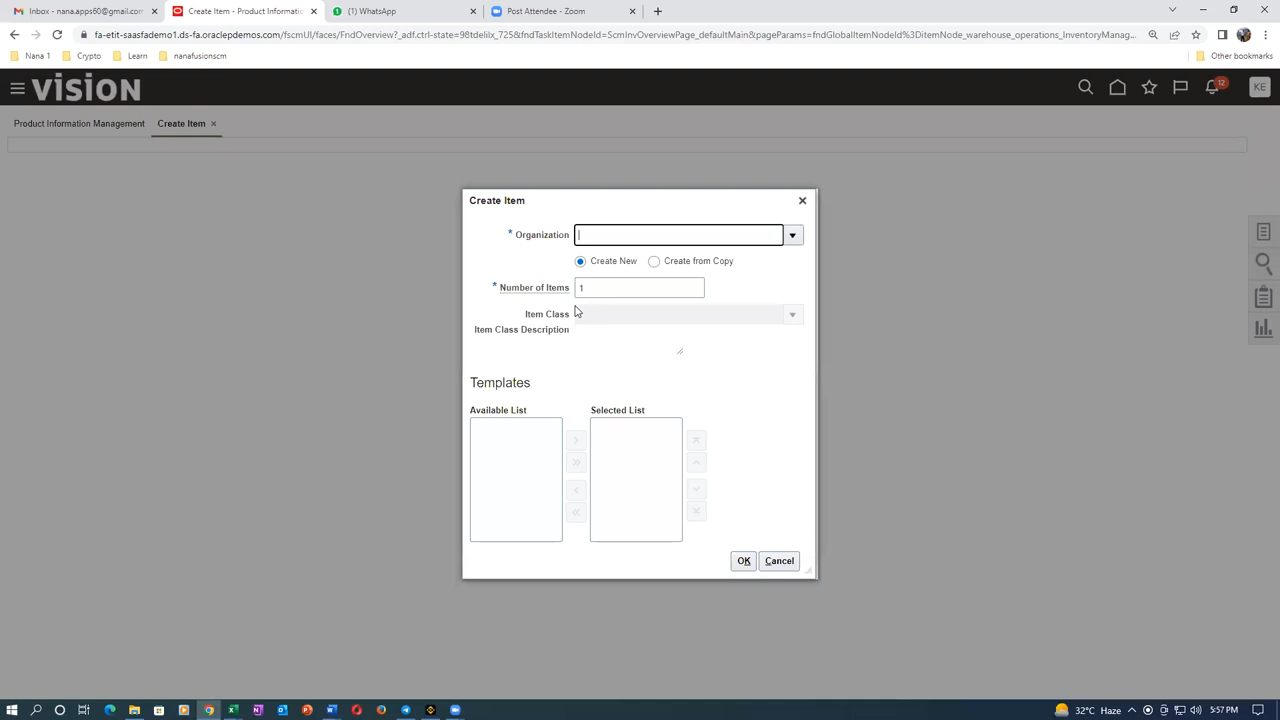 Inbox - nana.apps60@gmail.com
Create Item - Product Informatio
(1) WhatsApp
Post Attendee - Zoom
fa-etit-saasfademo1.ds-fa.oraclepdemos.com/fscmUI/faces/FndOverview?_adf.ctrl-state=98tdeliix_725&fndTaskItemNodeId=ScmInvOverviewPage_defaultMain&pageParams=fndGlobalItemNodeId%3DitemNode_warehouse_operations_InventoryManag...
Nana 1
Crypto
Learn
nanafusionscm
Other bookmarks
vision
12
KE
Product Information Management
Create Item
Create Item
* Organization
Create New
Create from Copy
* Number of Items 1
Item Class
Item Class Description
Templates
Available List
Selected List
OK
Cancel
32°C Haze
5:57 PM